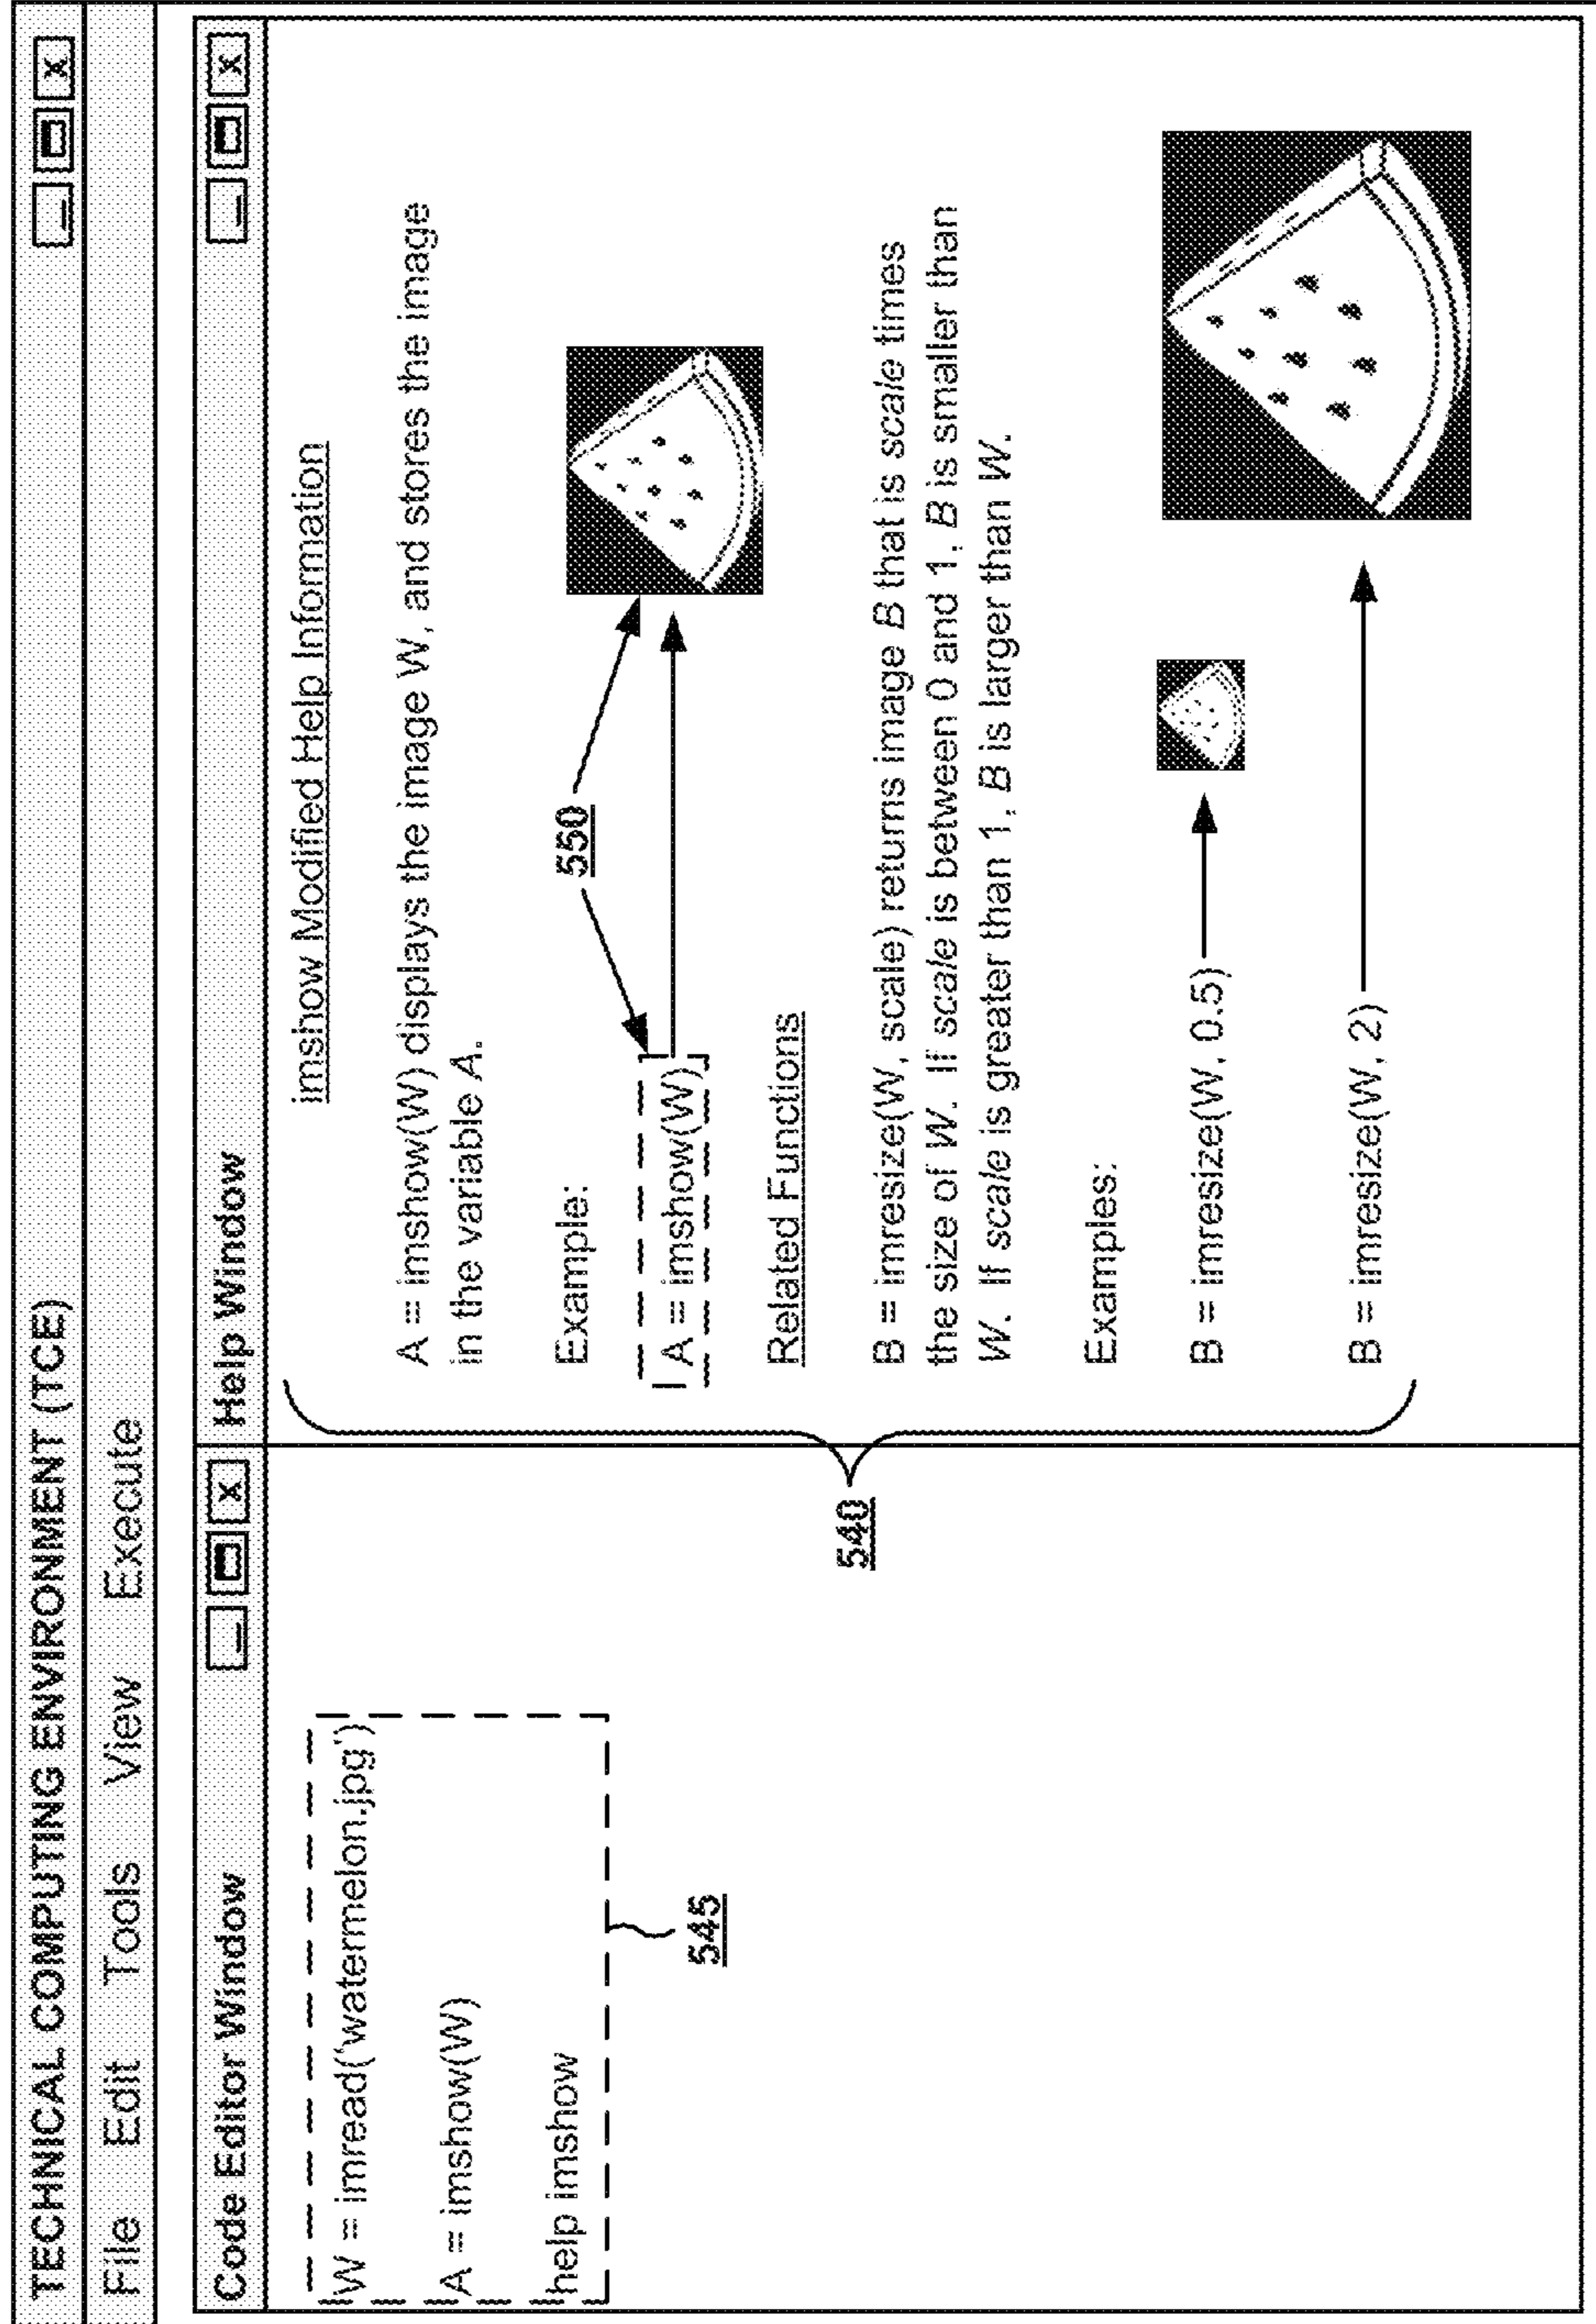 TECHNICAL COMPUTING ENVIRONMENT (TCE)
File Edit Tools View Execute
Code Editor Window
W = imread('watermelon.jpg')
A = imshow(W)
help imshow
545
540
Help Window
imshow Modified Help Information
A = imshow(W) displays the image W, and stores the image
in the variable A.
Example:
550
A = imshow(W)
Related Functions
B = imresize(W, scale) returns image B that is scale times
the size of W. If scale is between 0 and 1, B is smaller than
W. If scale is greater than 1, B is larger than W.
Examples:
B = imresize(W, 0.5)
B = imresize(W, 2)